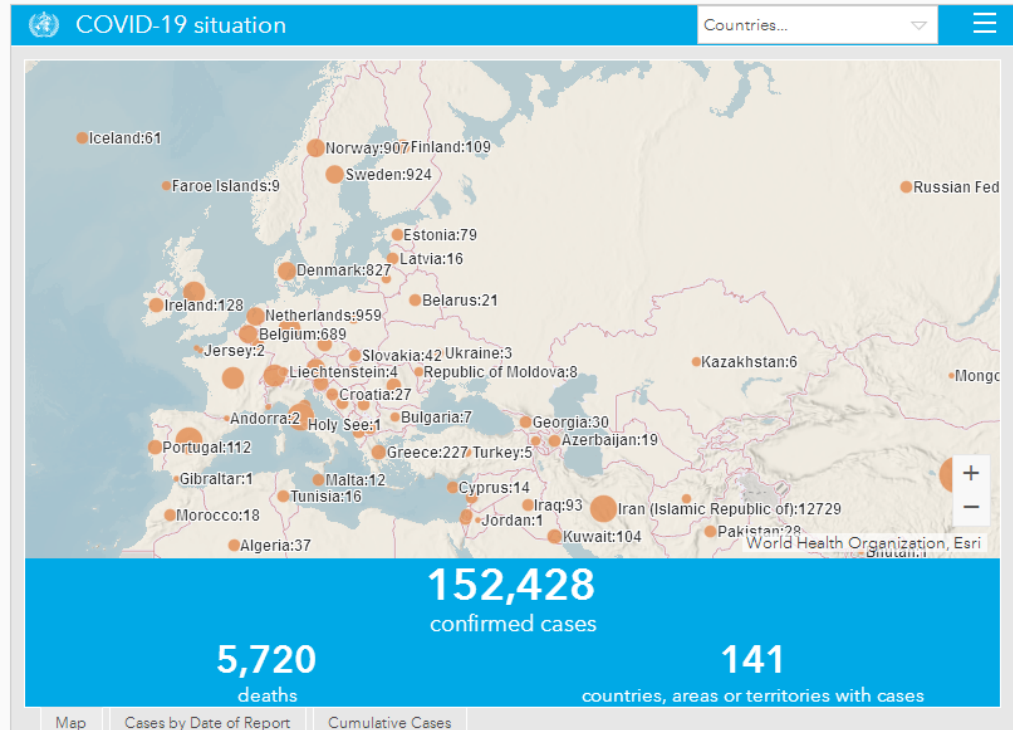 COVID-19 situation
Countries...
Iceland:61
Norway:907
Finland:109
Sweden:924
Faroe Islands:9
Russian Fed
Estonia:79
Latvia:16
Denmark:827
Belarus:21
Ireland:128
Netherlands:959
Belgium:689
Jersey:2
Slovakia:42
Ukraine:3
Kazakhstan:6
Liechtenstein:4
Republic of Moldova:8
Mongo
Croatia:27
Andorra:2
Holy See:1
Bulgaria:7
Georgia:30
Azerbaijan:19
Portugal:112
Greece:227
Turkey:5
Gibraltar:1
Malta:12
Cyprus:14
Tunisia:16
Iraq:93
Iran (Islamic Republic of):12729
Morocco:18
Jordan:1
Kuwait:104
Pakistan:28
Algeria:37
World Health Organization, Esri
Bhutan:1
152,428
confirmed cases
5,720
deaths
141
countries, areas or territories with cases
Map
Cases by Date of Report
Cumulative Cases